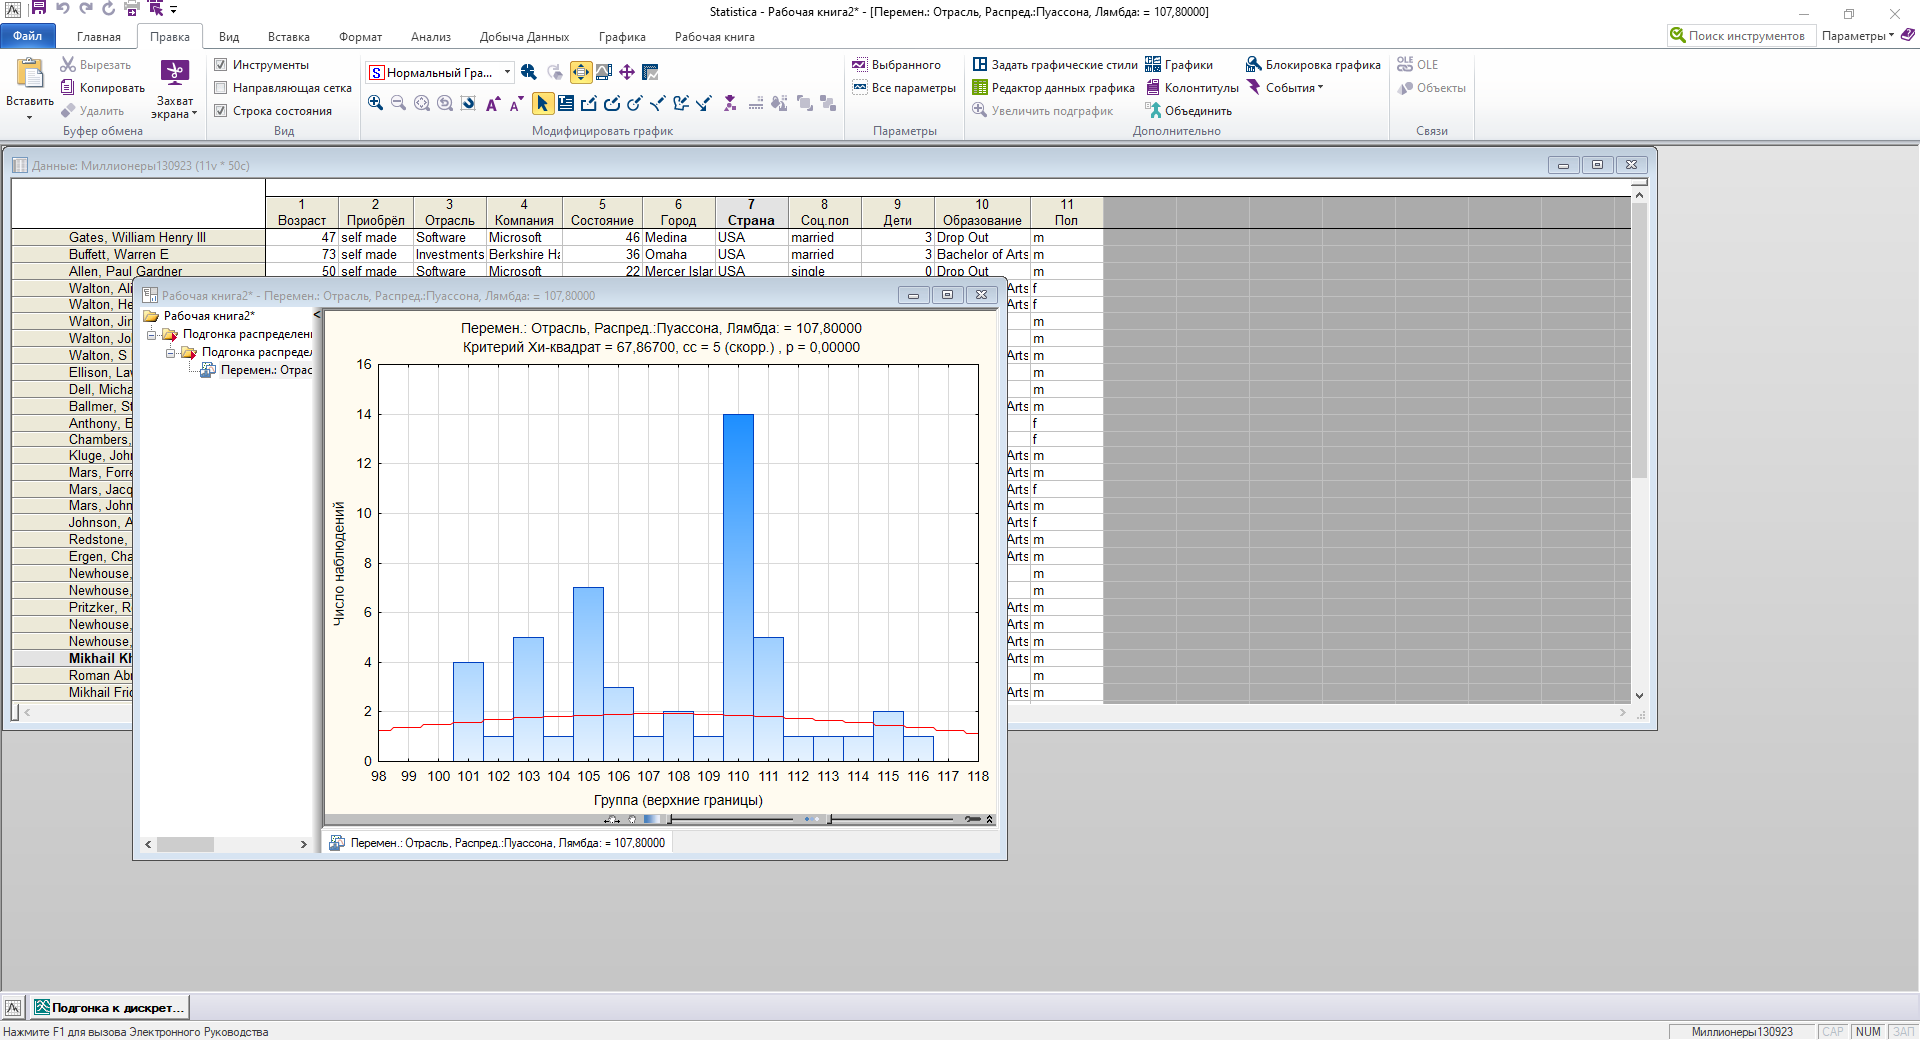 Statistica - Рабочая книга2* - [Перемен.: Отрасль, Распред.:Пуассона, Лямбда: = 107,80000]
Файл Главная Правка Вид Вставка Формат Анализ Добыча Данных Графика Рабочая книга Поиск инструментов Параметры
Вставить
Вырезать
Копировать
Удалить
Захват экрана
Буфер обмена
Инструменты
Направляющая сетка
Строка состояния
Вид
Нормальный Гра...
Модифицировать график
Выбранного
Все параметры
Параметры
Задать графические стили
Редактор данных графика
Увеличить подграфик
Графики
Колонтитулы
Объединить
Блокировка графика
События
Дополнительно
OLE
Объекты
Связи
Данные: Миллионеры130923 (11v * 50c)
1 2 3 4 5 6 7 8 9 10 11
Возраст Приобрёл Отрасль Компания Состояние Город Страна Соц.пол Дети Образование Пол
Gates, William Henry III 47 self made Software Microsoft 46 Medina USA married 3 Drop Out m
Buffett, Warren E 73 self made Investments Berkshire Ha 36 Omaha USA married 3 Bachelor of Arts m
Allen, Paul Gardner 50 self made Software Microsoft 22 Mercer Islar USA single 0 Drop Out m
Walton, Ali Arts f
Walton, He Arts f
Walton, Jir m
Walton, Jo m
Walton, S Arts m
Ellison, Lav m
Dell, Micha m
Ballmer, St Arts m
Anthony, E f
Chambers, f
Kluge, Johr Arts m
Mars, Forre Arts m
Mars, Jacq Arts f
Mars, John Arts m
Johnson, A Arts f
Redstone, Arts m
Ergen, Cha Arts m
Newhouse, m
Newhouse, m
Pritzker, R Arts m
Newhouse, Arts m
Newhouse, Arts m
Mikhail Kh Arts m
Roman Abr m
Mikhail Fric Arts m
Рабочая книга2* - Перемен.: Отрасль, Распред.:Пуассона, Лямбда: = 107,80000
Рабочая книга2*
Подгонка распределени
Подгонка распредел
Перемен.: Отрас
Перемен.: Отрасль, Распред.:Пуассона, Лямбда: = 107,80000
Критерий Хи-квадрат = 67,86700, сс = 5 (скорр.) , p = 0,00000
16
14
12
10
8
6
4
2
0
Число наблюдений
98 99 100 101 102 103 104 105 106 107 108 109 110 111 112 113 114 115 116 117 118
Группа (верхние границы)
Перемен.: Отрасль, Распред.:Пуассона, Лямбда: = 107,80000
Подгонка к дискрет...
Нажмите F1 для вызова Электронного Руководства
Миллионеры130923 CAP NUM ЗАП